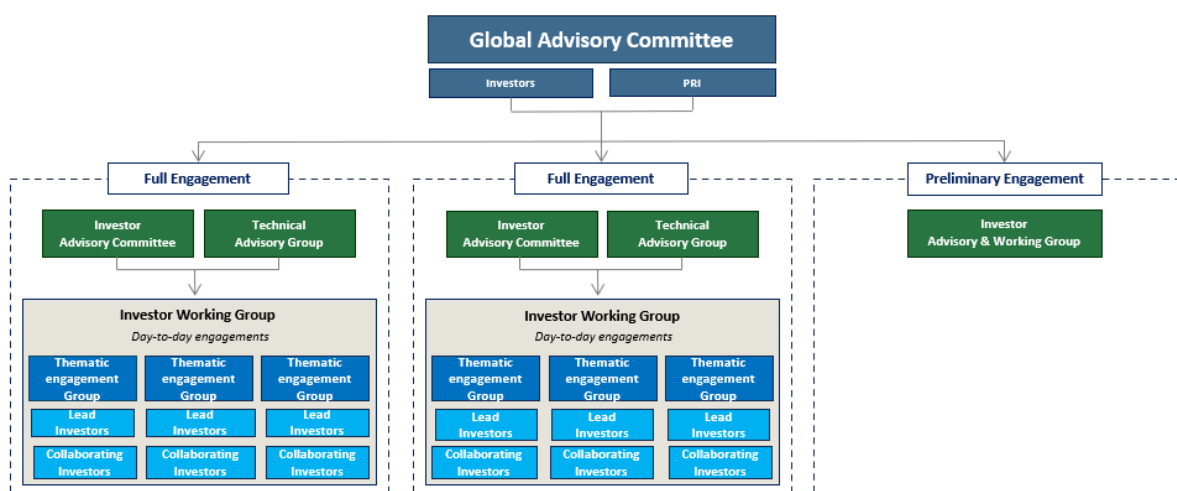 Global Advisory Committee
Investors
PRI
Full Engagement
Full Engagement
Preliminary Engagement
Investor
Advisory Committee
Technical
Advisory Group
Investor
Advisory Committee
Technical
Advisory Group
Investor
Advisory & Working Group
Investor Working Group
Day-to-day engagements
Thematic
engagement
Group
Thematic
engagement
Group
Thematic
engagement
Group
Lead
Investors
Lead
Investors
Lead
Investors
Collaborating
Investors
Collaborating
Investors
Collaborating
Investors
Investor Working Group
Day-to-day engagements
Thematic
engagement
Group
Thematic
engagement
Group
Thematic
engagement
Group
Lead
Investors
Lead
Investors
Lead
Investors
Collaborating
Investors
Collaborating
Investors
Collaborating
Investors